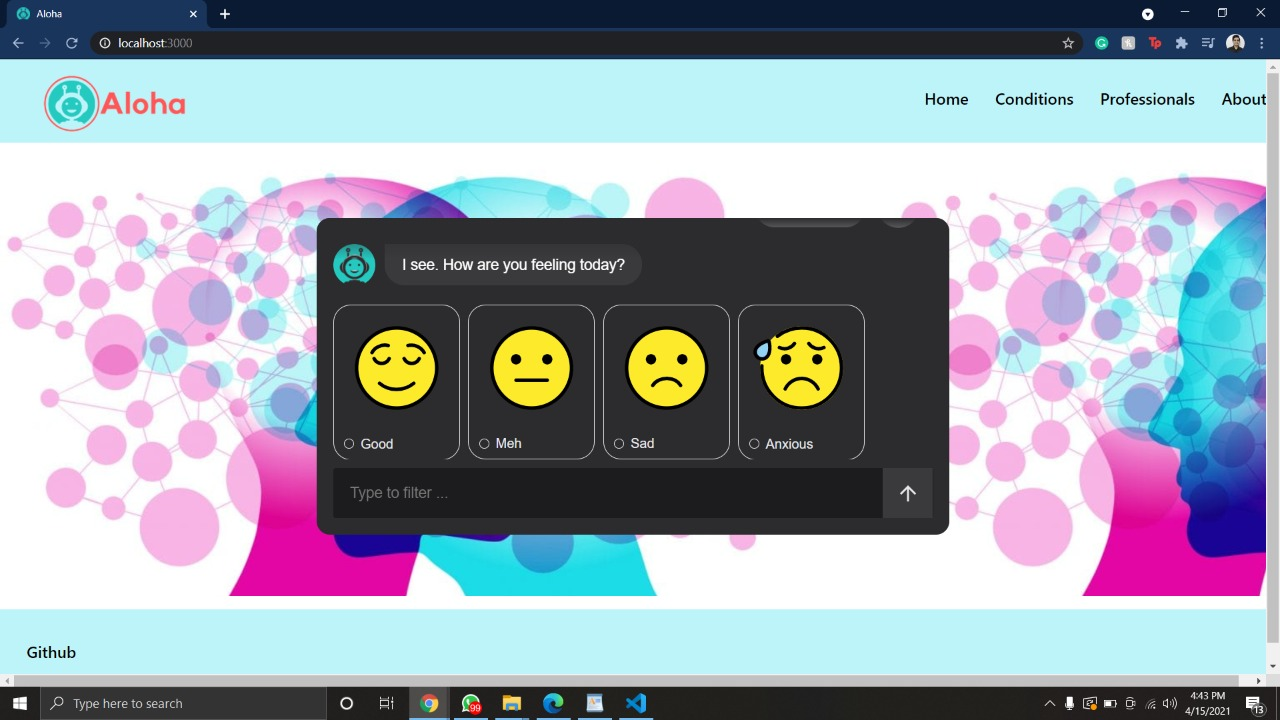 Aloha
localhost:3000
Tp
Aloha
Home Conditions Professionals About
I see. How are you feeling today?
Good Meh Sad Anxious
Type to filter ...
Github
Type here to search
99
4:43 PM
4/15/2021
13